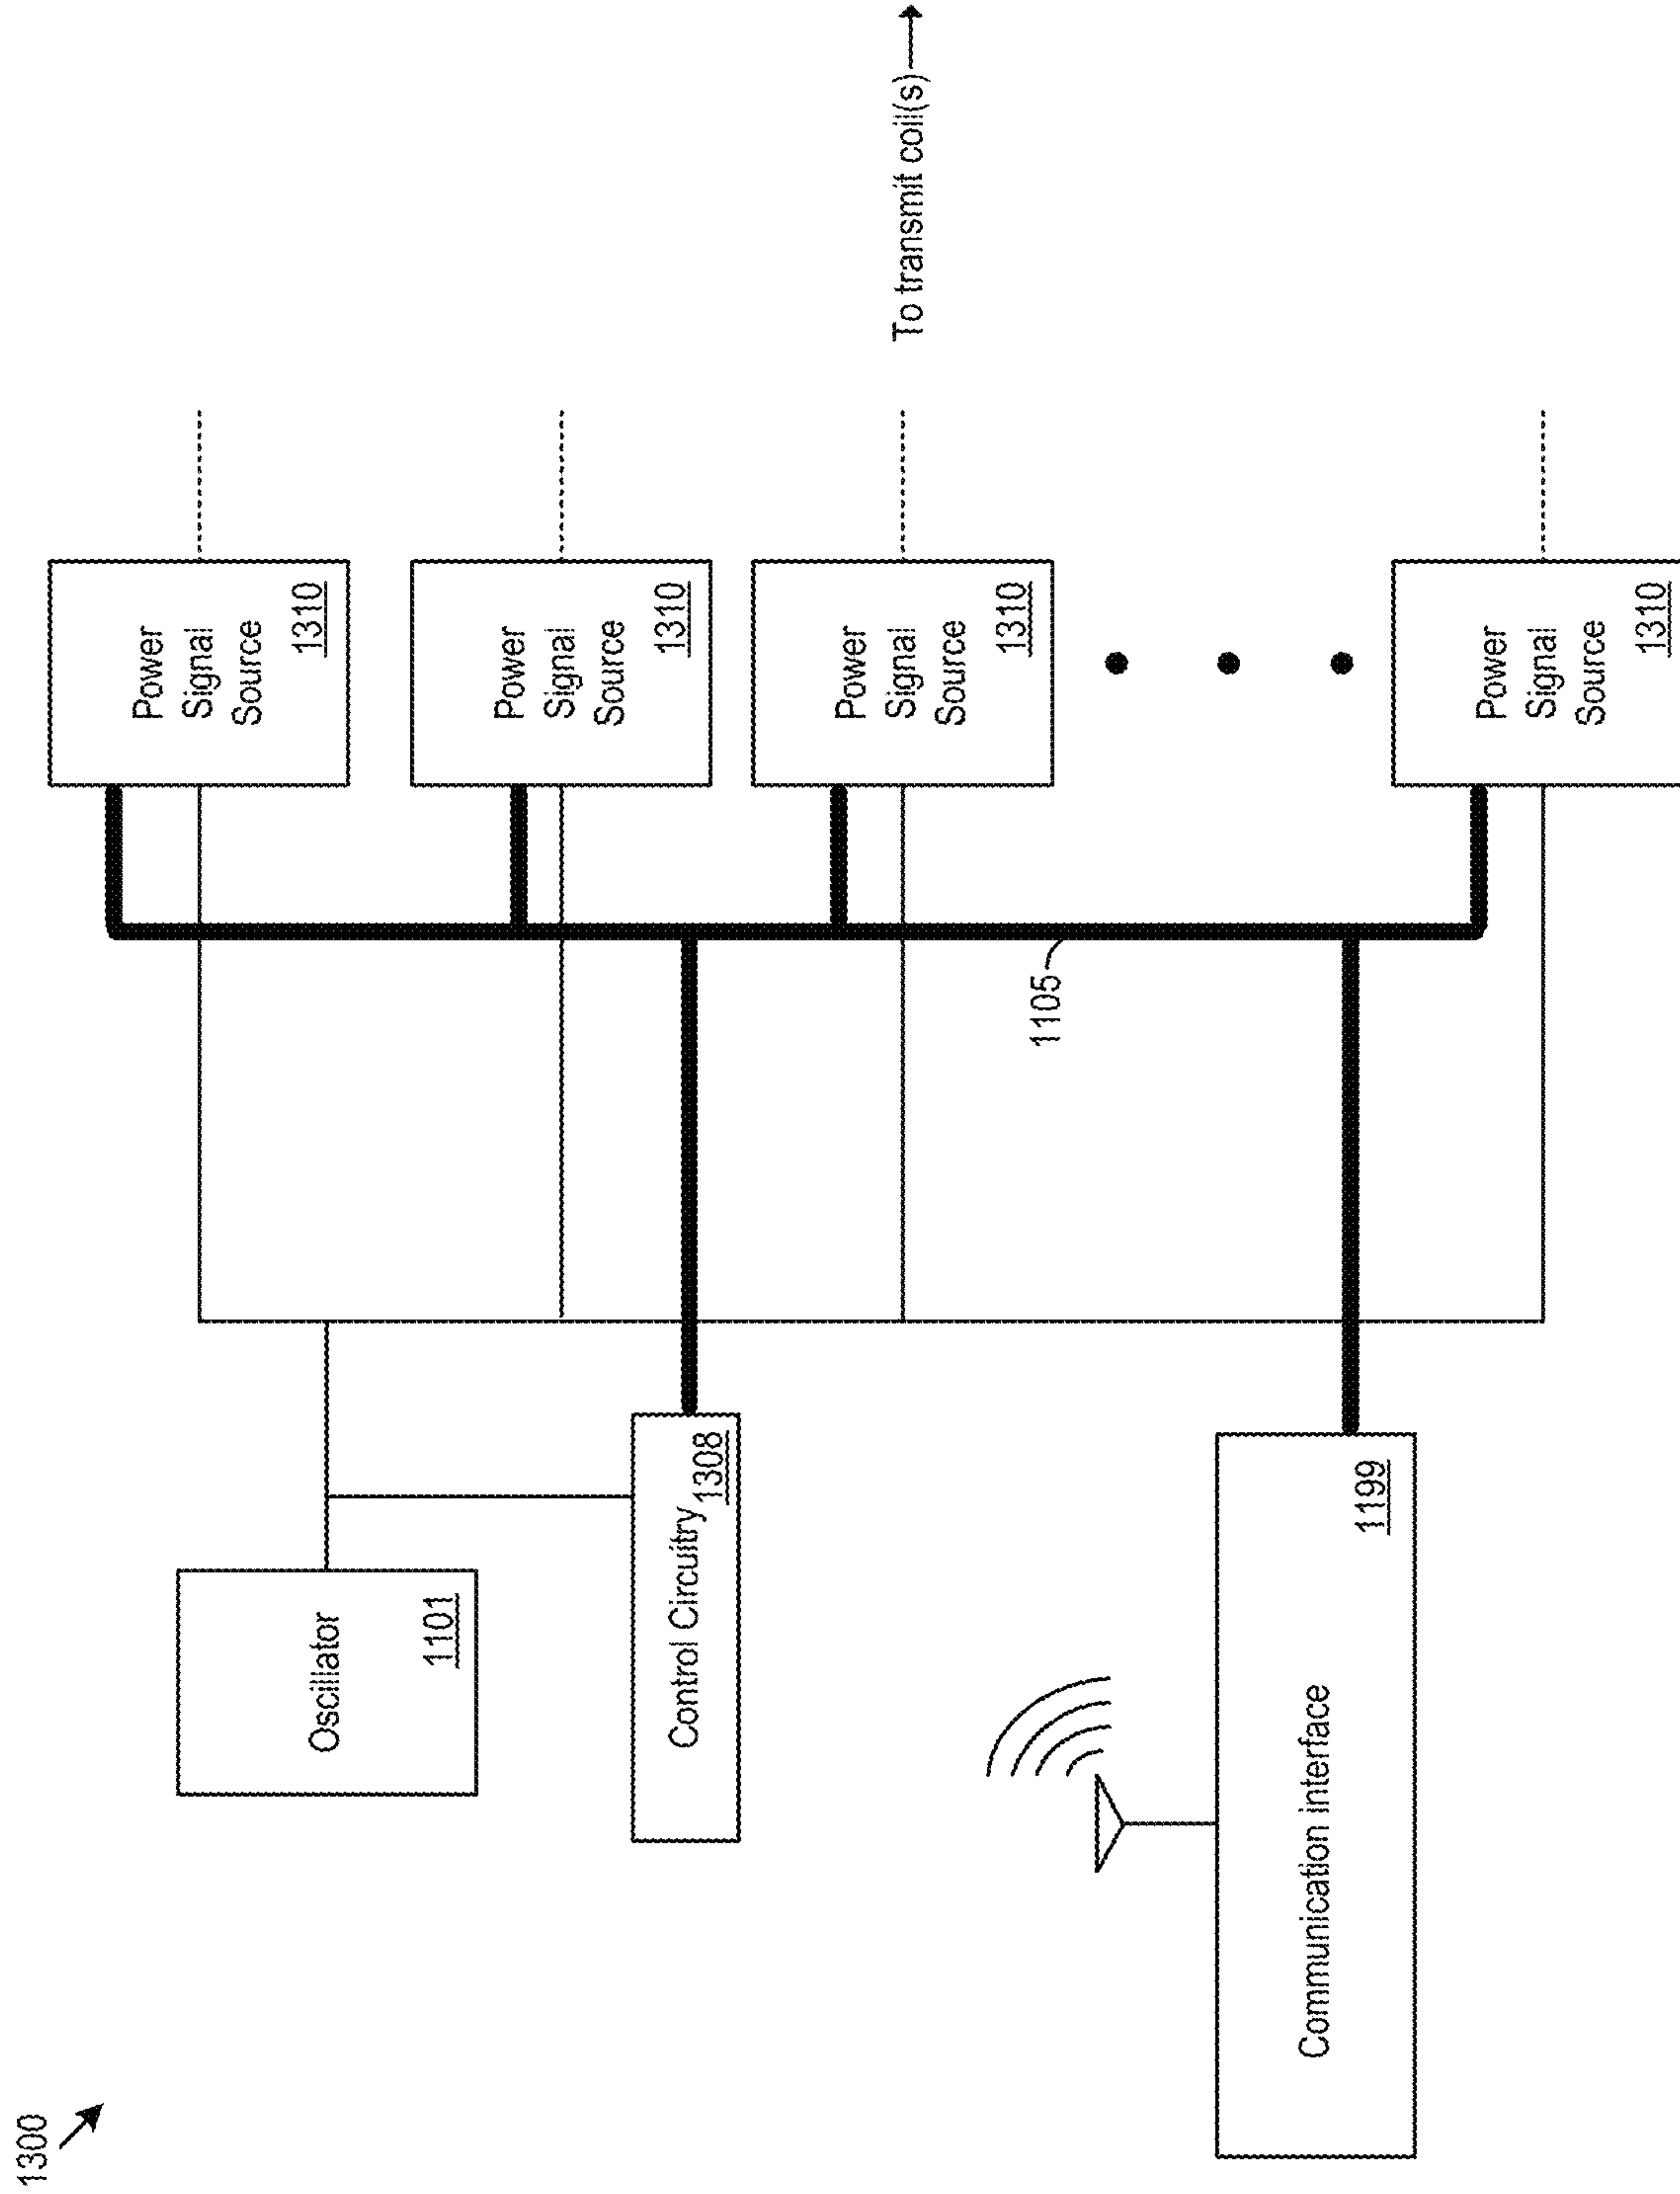 1300
Oscillator
1101
Control Circuitry
1308
Communication interface
1199
1105
Power
Signal
Source
1310
Power
Signal
Source
1310
Power
Signal
Source
1310
Power
Signal
Source
1310
To transmit coil(s)